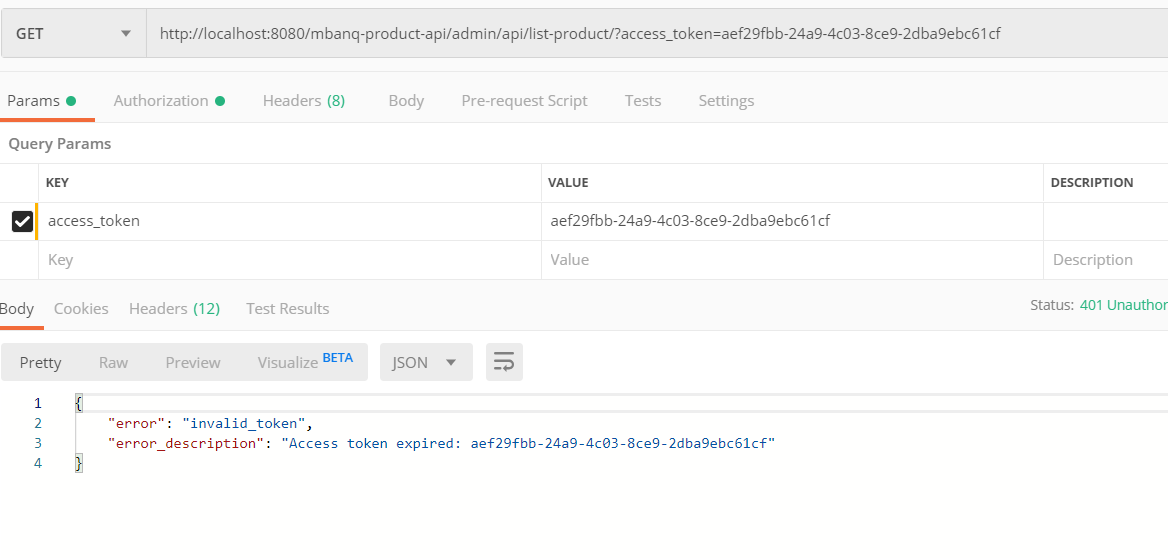 GET http://localhost:8080/mbanq-product-api/admin/api/list-product/?access_token=aef29fbb-24a9-4c03-8ce9-2dba9ebc61cf
Params Authorization Headers (8) Body Pre-request Script Tests Settings
Query Params
KEY VALUE DESCRIPTION
access_token aef29fbb-24a9-4c03-8ce9-2dba9ebc61cf
Key Value Description
Body Cookies Headers (12) Test Results Status: 401 Unauthor
Pretty Raw Preview Visualize BETA JSON
1 {
2 "error": "invalid_token",
3 "error_description": "Access token expired: aef29fbb-24a9-4c03-8ce9-2dba9ebc61cf"
4 }